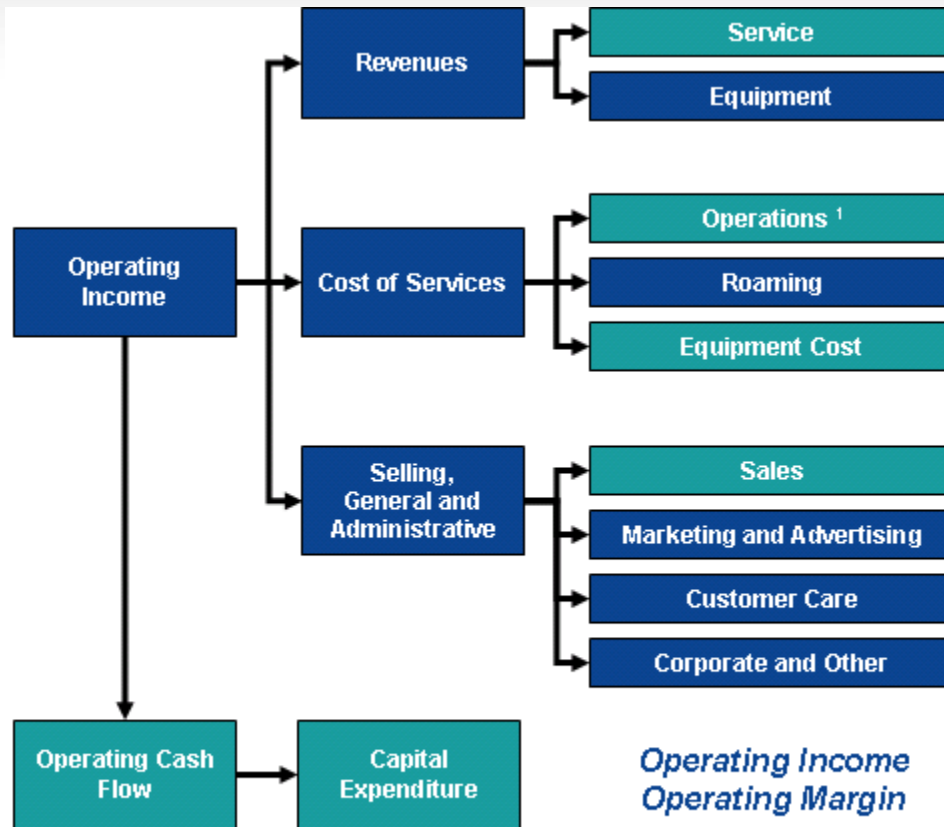 Revenues
Service
Equipment
Operating
Income
Cost of Services
Operations ¹
Roaming
Equipment Cost
Selling,
General and
Administrative
Sales
Marketing and Advertising
Customer Care
Corporate and Other
Operating Cash
Flow
Capital
Expenditure
Operating Income
Operating Margin